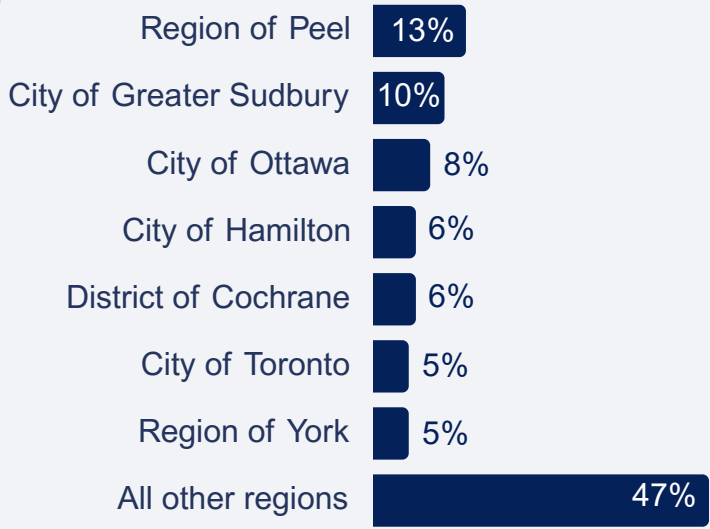 Region of Peel 13%
City of Greater Sudbury 10%
City of Ottawa 8%
City of Hamilton 6%
District of Cochrane 6%
City of Toronto 5%
Region of York 5%
All other regions 47%